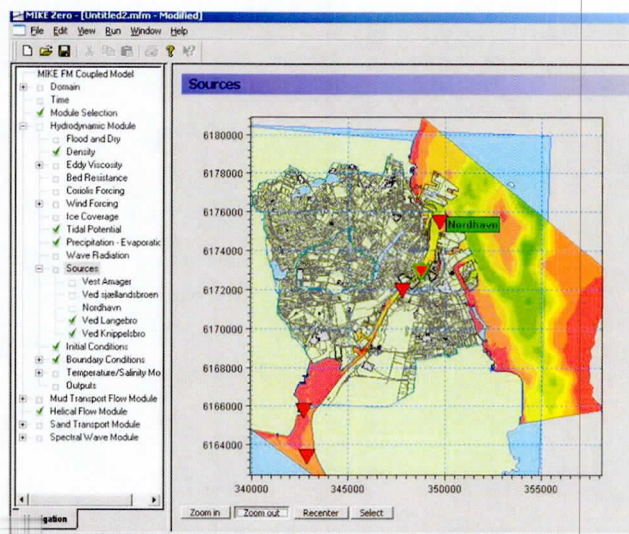 MIKE Zero - [Untitled2.mfm - Modified]
File Edit View Run Window Help
MIKE FM Coupled Model
Domain
Time
Module Selection
Hydrodynamic Module
Flood and Dry
Density
Eddy Viscosity
Bed Resistance
Coriolis Forcing
Wind Forcing
Ice Coverage
Tidal Potential
Precipitation - Evaporatic
Wave Radiation
Sources
Vest Amager
Ved sjællandsbroen
Nordhavn
Ved Langebro
Ved Knippelsbro
Initial Conditions
Boundary Conditions
Temperature/Salinity Mo
Outputs
Mud Transport Flow Module
Helical Flow Module
Sand Transport Module
Spectral Wave Module
igation
Sources
6180000
6178000
6176000
6174000
6172000
6170000
6168000
6166000
6164000
Nordhavn
340000 345000 350000 355000
Zoom in Zoom out Recenter Select